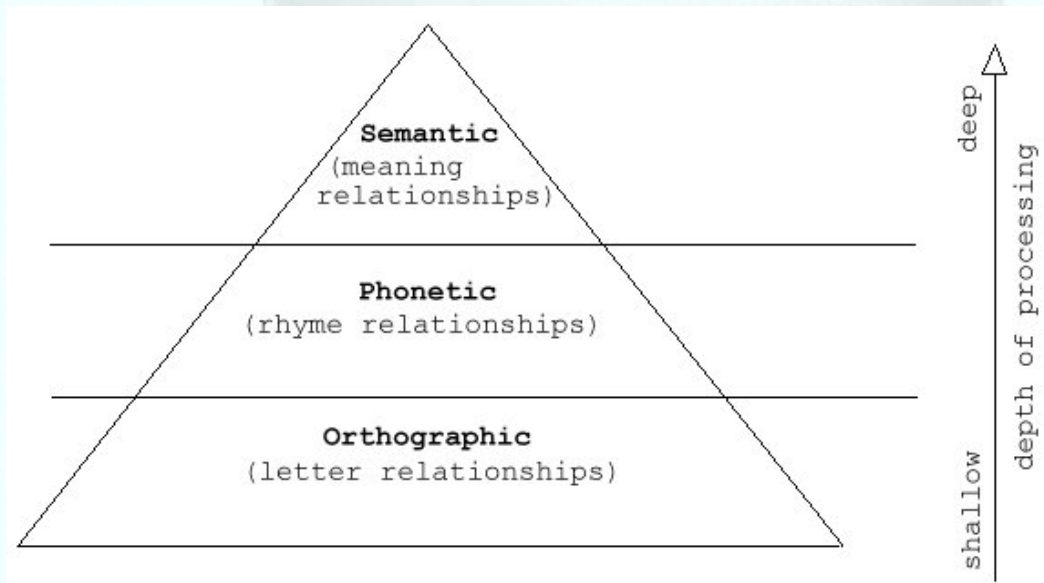 Semantic
(meaning
relationships)
Phonetic
(rhyme relationships)
Orthographic
(letter relationships)
deep
shallow
depth of processing